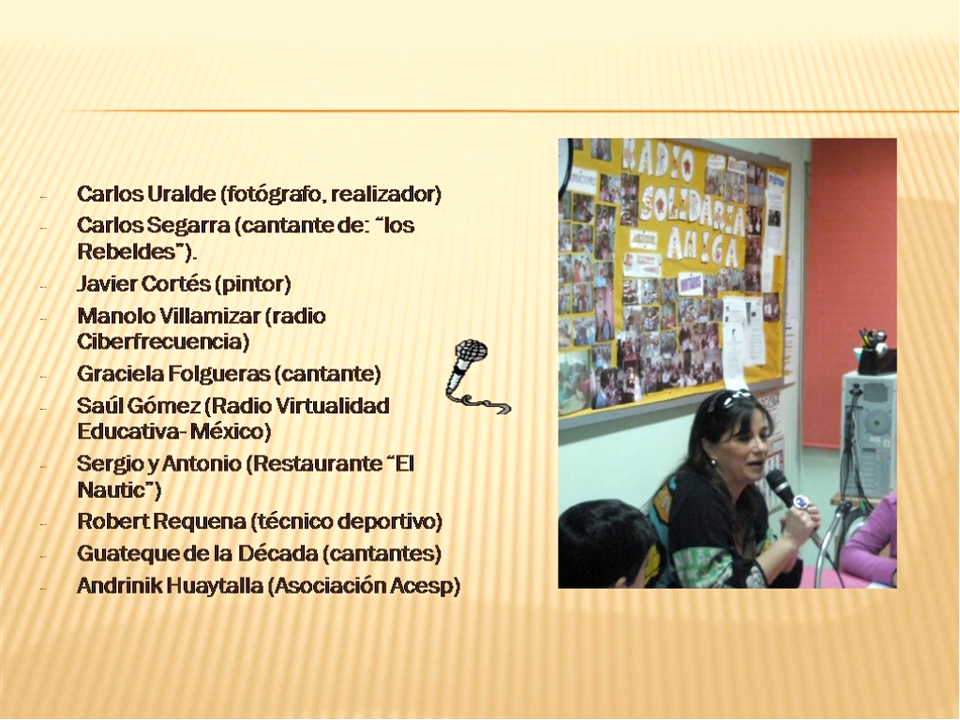 - Carlos Uralde (fotógrafo, realizador)
- Carlos Segarra (cantante de: “los
Rebeldes”).
- Javier Cortés (pintor)
- Manolo Villamizar (radio
Ciberfrecuencia)
- Graciela Folgueras (cantante)
- Saúl Gómez (Radio Virtualidad
Educativa- México)
- Sergio y Antonio (Restaurante “El
Nautic”)
- Robert Requena (técnico deportivo)
- Guateque de la Década (cantantes)
- Andrinik Huaytalla (Asociación Acesp)
RADIO
SOLIDARIA
AMIGA